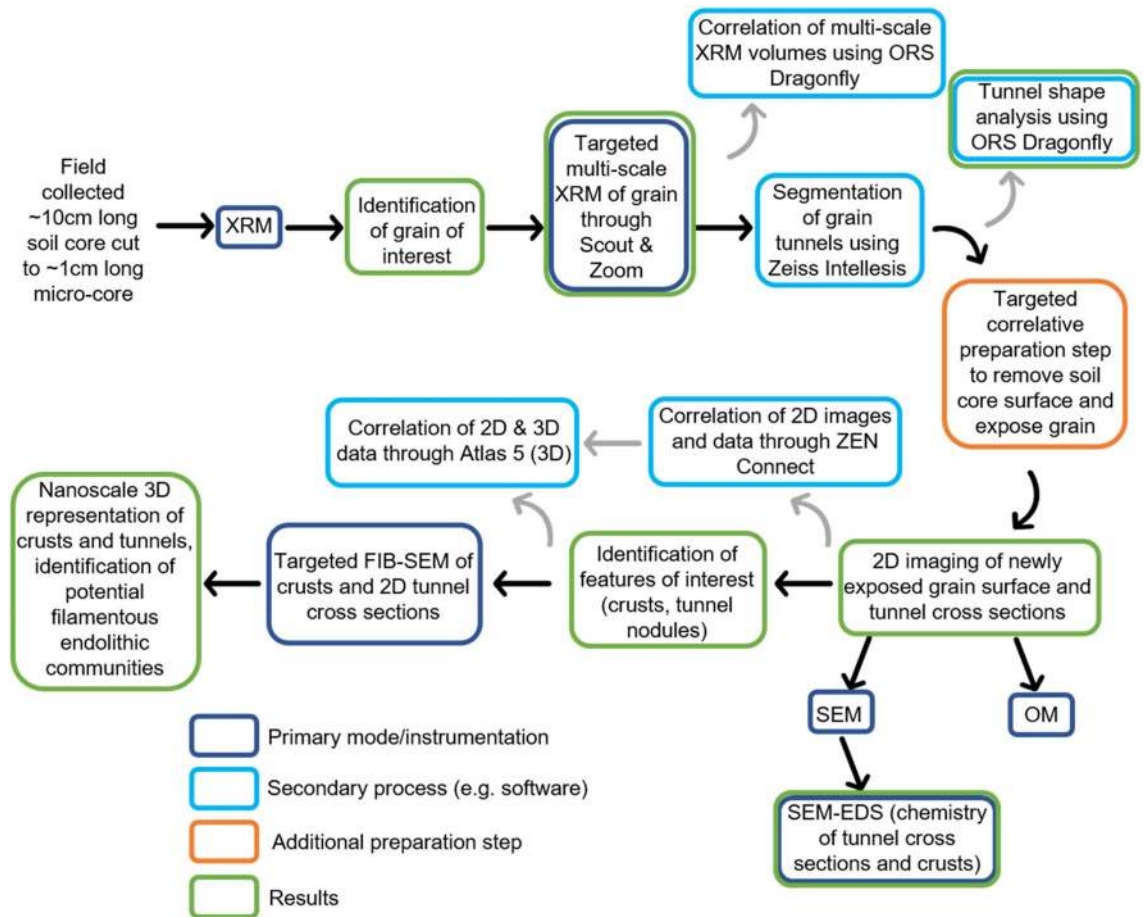 Field
collected
~10cm long
soil core cut
to ~1cm long
micro-core
XRM
Identification
of grain of
interest
Targeted
multi-scale
XRM of grain
through
Scout &
Zoom
Correlation of multi-scale
XRM volumes using ORS
Dragonfly
Segmentation
of grain
tunnels using
Zeiss Intellesis
Tunnel shape
analysis using
ORS Dragonfly
Targeted
correlative
preparation step
to remove soil
core surface and
expose grain
2D imaging of newly
exposed grain surface and
tunnel cross sections
SEM
OM
SEM-EDS (chemistry
of tunnel cross
sections and crusts)
Correlation of 2D images
and data through ZEN
Connect
Correlation of 2D & 3D
data through Atlas 5 (3D)
Identification of
features of interest
(crusts, tunnel
nodules)
Targeted FIB-SEM of
crusts and 2D tunnel
cross sections
Nanoscale 3D
representation of
crusts and tunnels,
identification of
potential
filamentous
endolithic
communities
Primary mode/instrumentation
Secondary process (e.g. software)
Additional preparation step
Results